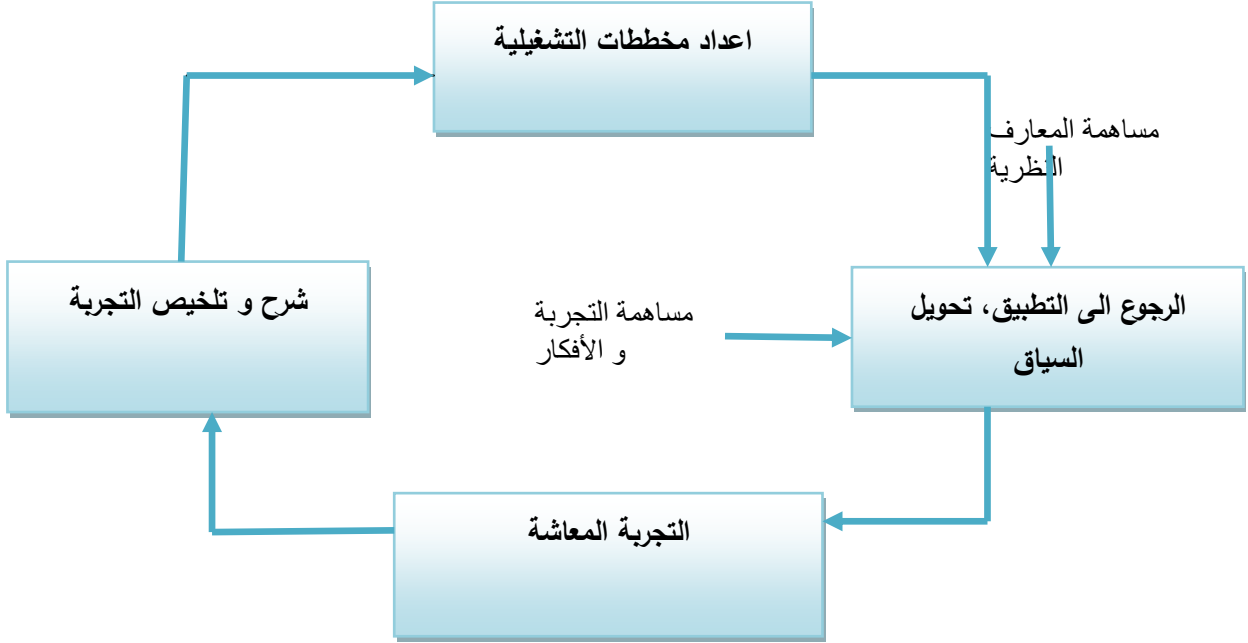 اعداد مخططات التشغيلية
مساهمة المعارف
النظرية
الرجوع الى التطبيق، تحويل
السياق
مساهمة التجربة
و الأفكار
شرح و تلخيص التجربة
التجربة المعاشة